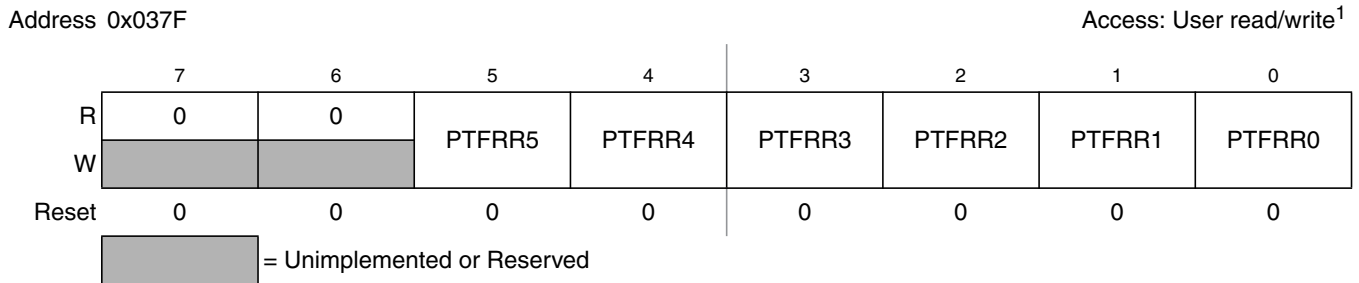 Address 0x037F Access: User read/write1
7 6 5 4 3 2 1 0
R 0 0 PTFRR5 PTFRR4 PTFRR3 PTFRR2 PTFRR1 PTFRR0
W
Reset 0 0 0 0 0 0 0 0
= Unimplemented or Reserved